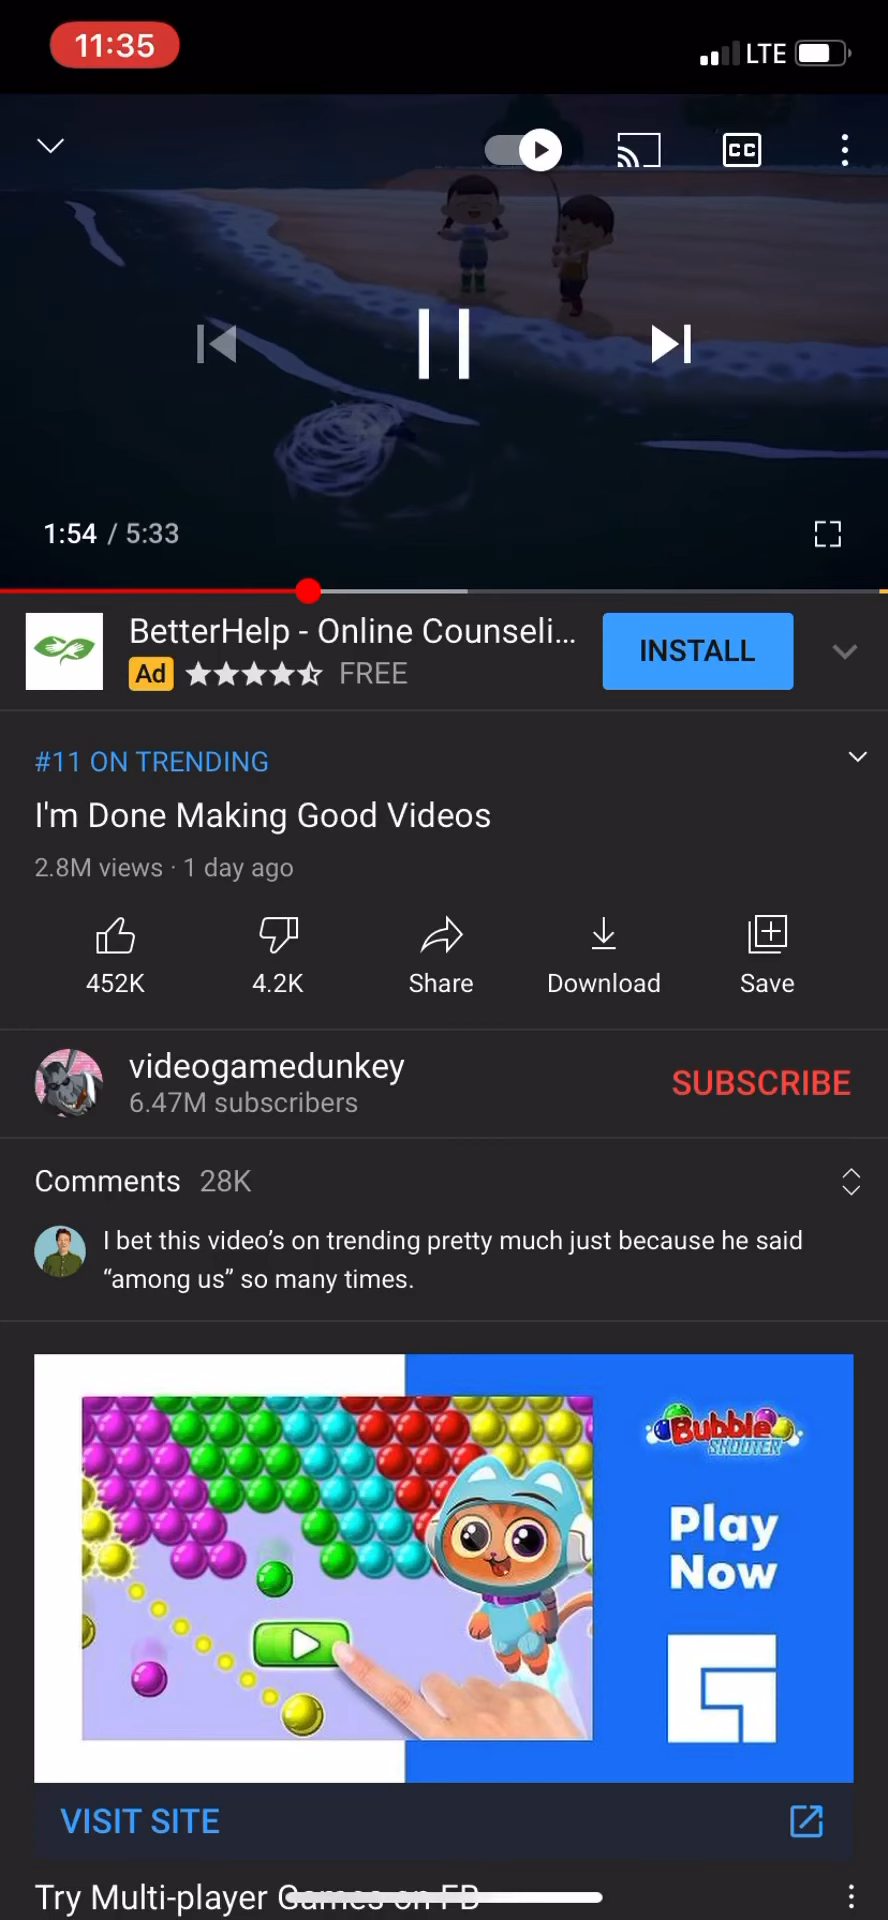 11:35
LTE
CC
1:54 / 5:33
BetterHelp - Online Counseli...
Ad FREE
INSTALL
#11 ON TRENDING
I'm Done Making Good Videos
2.8M views · 1 day ago
452K
4.2K
Share
Download
Save
videogamedunkey
6.47M subscribers
SUBSCRIBE
Comments 28K
I bet this video’s on trending pretty much just because he said
“among us” so many times.
Bubble
SHOOTER
Play
Now
VISIT SITE
Try Multi-player Games on FB